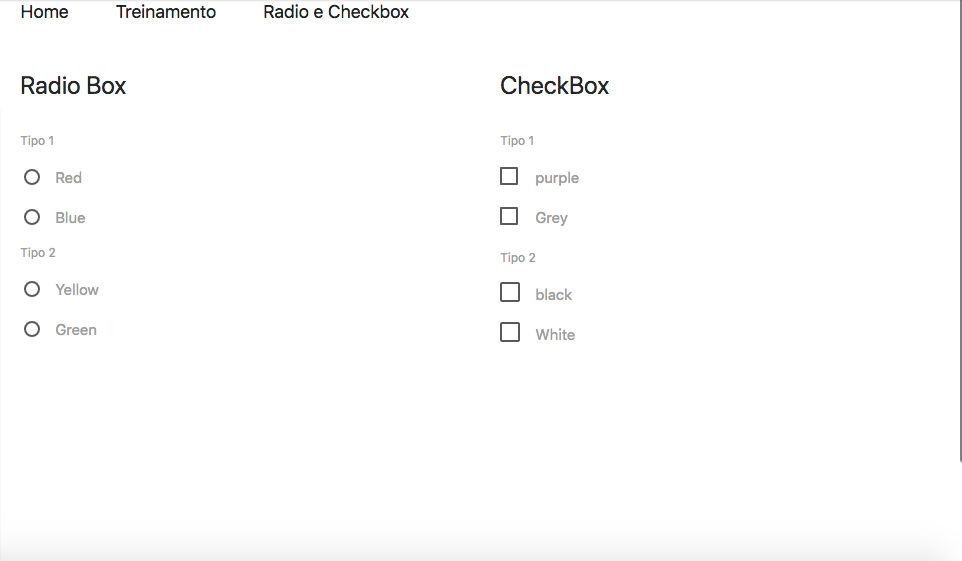 Home Treinamento Radio e Checkbox
Radio Box
Tipo 1
Red
Blue
Tipo 2
Yellow
Green
CheckBox
Tipo 1
purple
Grey
Tipo 2
black
White